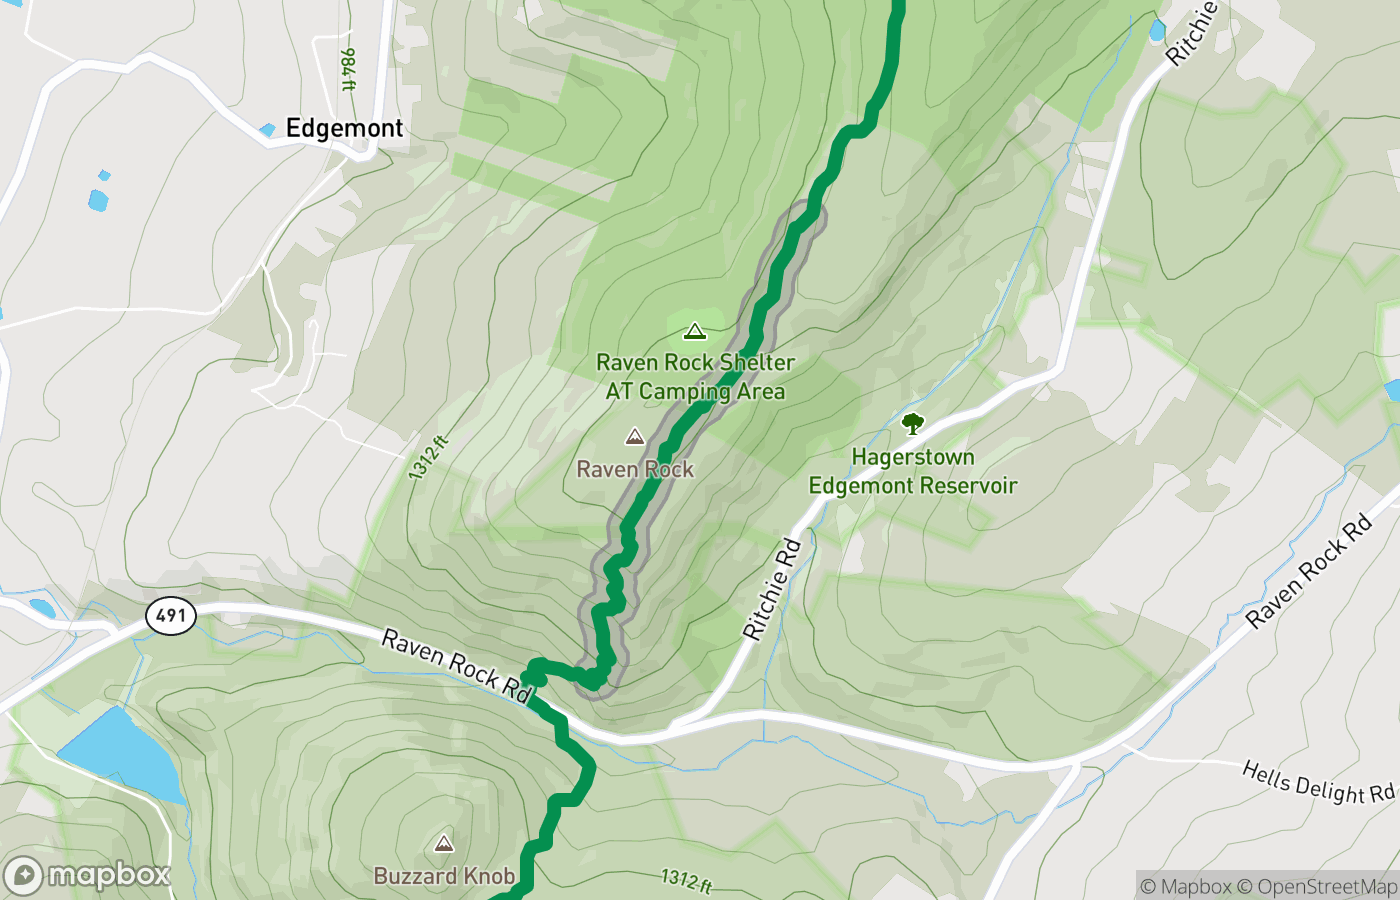 Ritchie
984 ft
Edgemont
Raven Rock Shelter
AT Camping Area
Raven Rock
1312 ft
Hagerstown
Edgemont Reservoir
Ritchie Rd
Raven Rock Rd
491
Raven Rock Rd
Hells Delight Rd
Buzzard Knob
1312 ft
mapbox
© Mapbox © OpenStreetMap